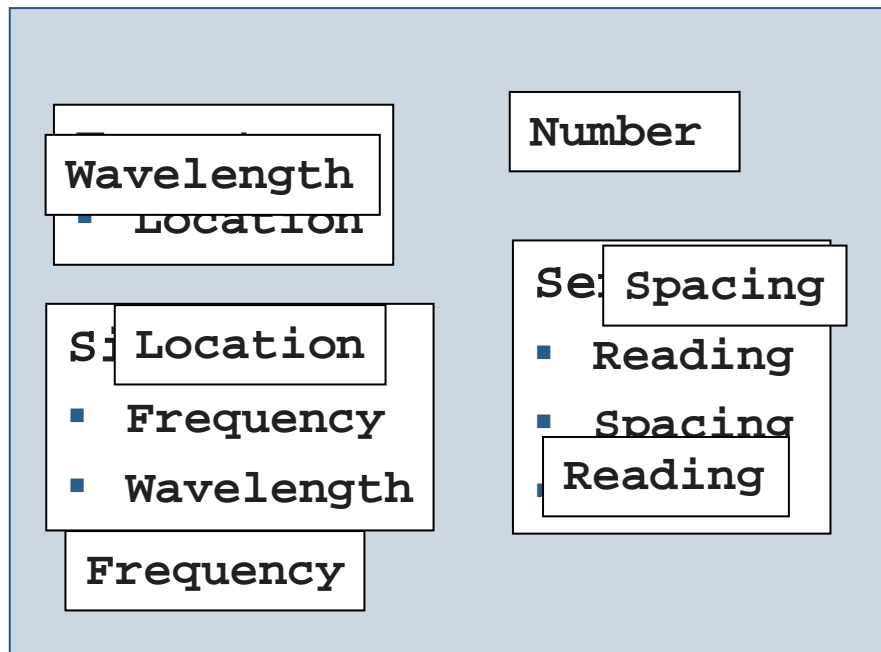 Wavelength
▪ Location
Location
▪ Frequency
▪ Wavelength
Frequency
Number
Spacing
▪ Reading
▪ Spacing
Reading